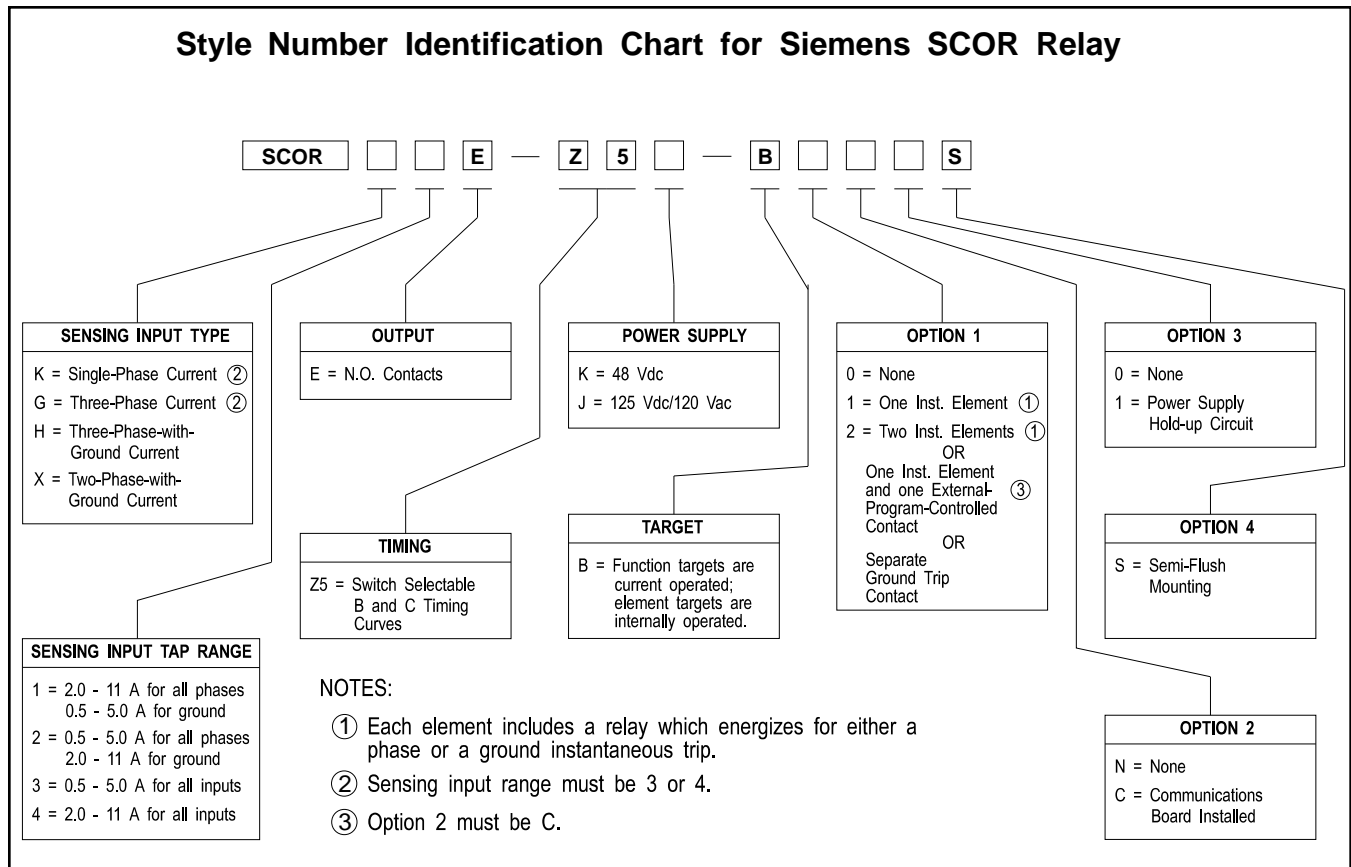 Style Number Identification Chart for Siemens SCOR Relay
SCOR E — Z 5 — B S
SENSING INPUT TYPE
K = Single-Phase Current ②
G = Three-Phase Current ②
H = Three-Phase-with-
Ground Current
X = Two-Phase-with-
Ground Current
OUTPUT
E = N.O. Contacts
POWER SUPPLY
K = 48 Vdc
J = 125 Vdc/120 Vac
OPTION 1
0 = None
1 = One Inst. Element ①
2 = Two Inst. Elements ①
OR
One Inst. Element
and one External- ③
Program-Controlled
Contact
OR
Separate
Ground Trip
Contact
OPTION 3
0 = None
1 = Power Supply
Hold-up Circuit
TIMING
Z5 = Switch Selectable
B and C Timing
Curves
TARGET
B = Function targets are
current operated;
element targets are
internally operated.
OPTION 4
S = Semi-Flush
Mounting
SENSING INPUT TAP RANGE
1 = 2.0 - 11 A for all phases
0.5 - 5.0 A for ground
2 = 0.5 - 5.0 A for all phases
2.0 - 11 A for ground
3 = 0.5 - 5.0 A for all inputs
4 = 2.0 - 11 A for all inputs
NOTES:
① Each element includes a relay which energizes for either a
phase or a ground instantaneous trip.
② Sensing input range must be 3 or 4.
③ Option 2 must be C.
OPTION 2
N = None
C = Communications
Board Installed